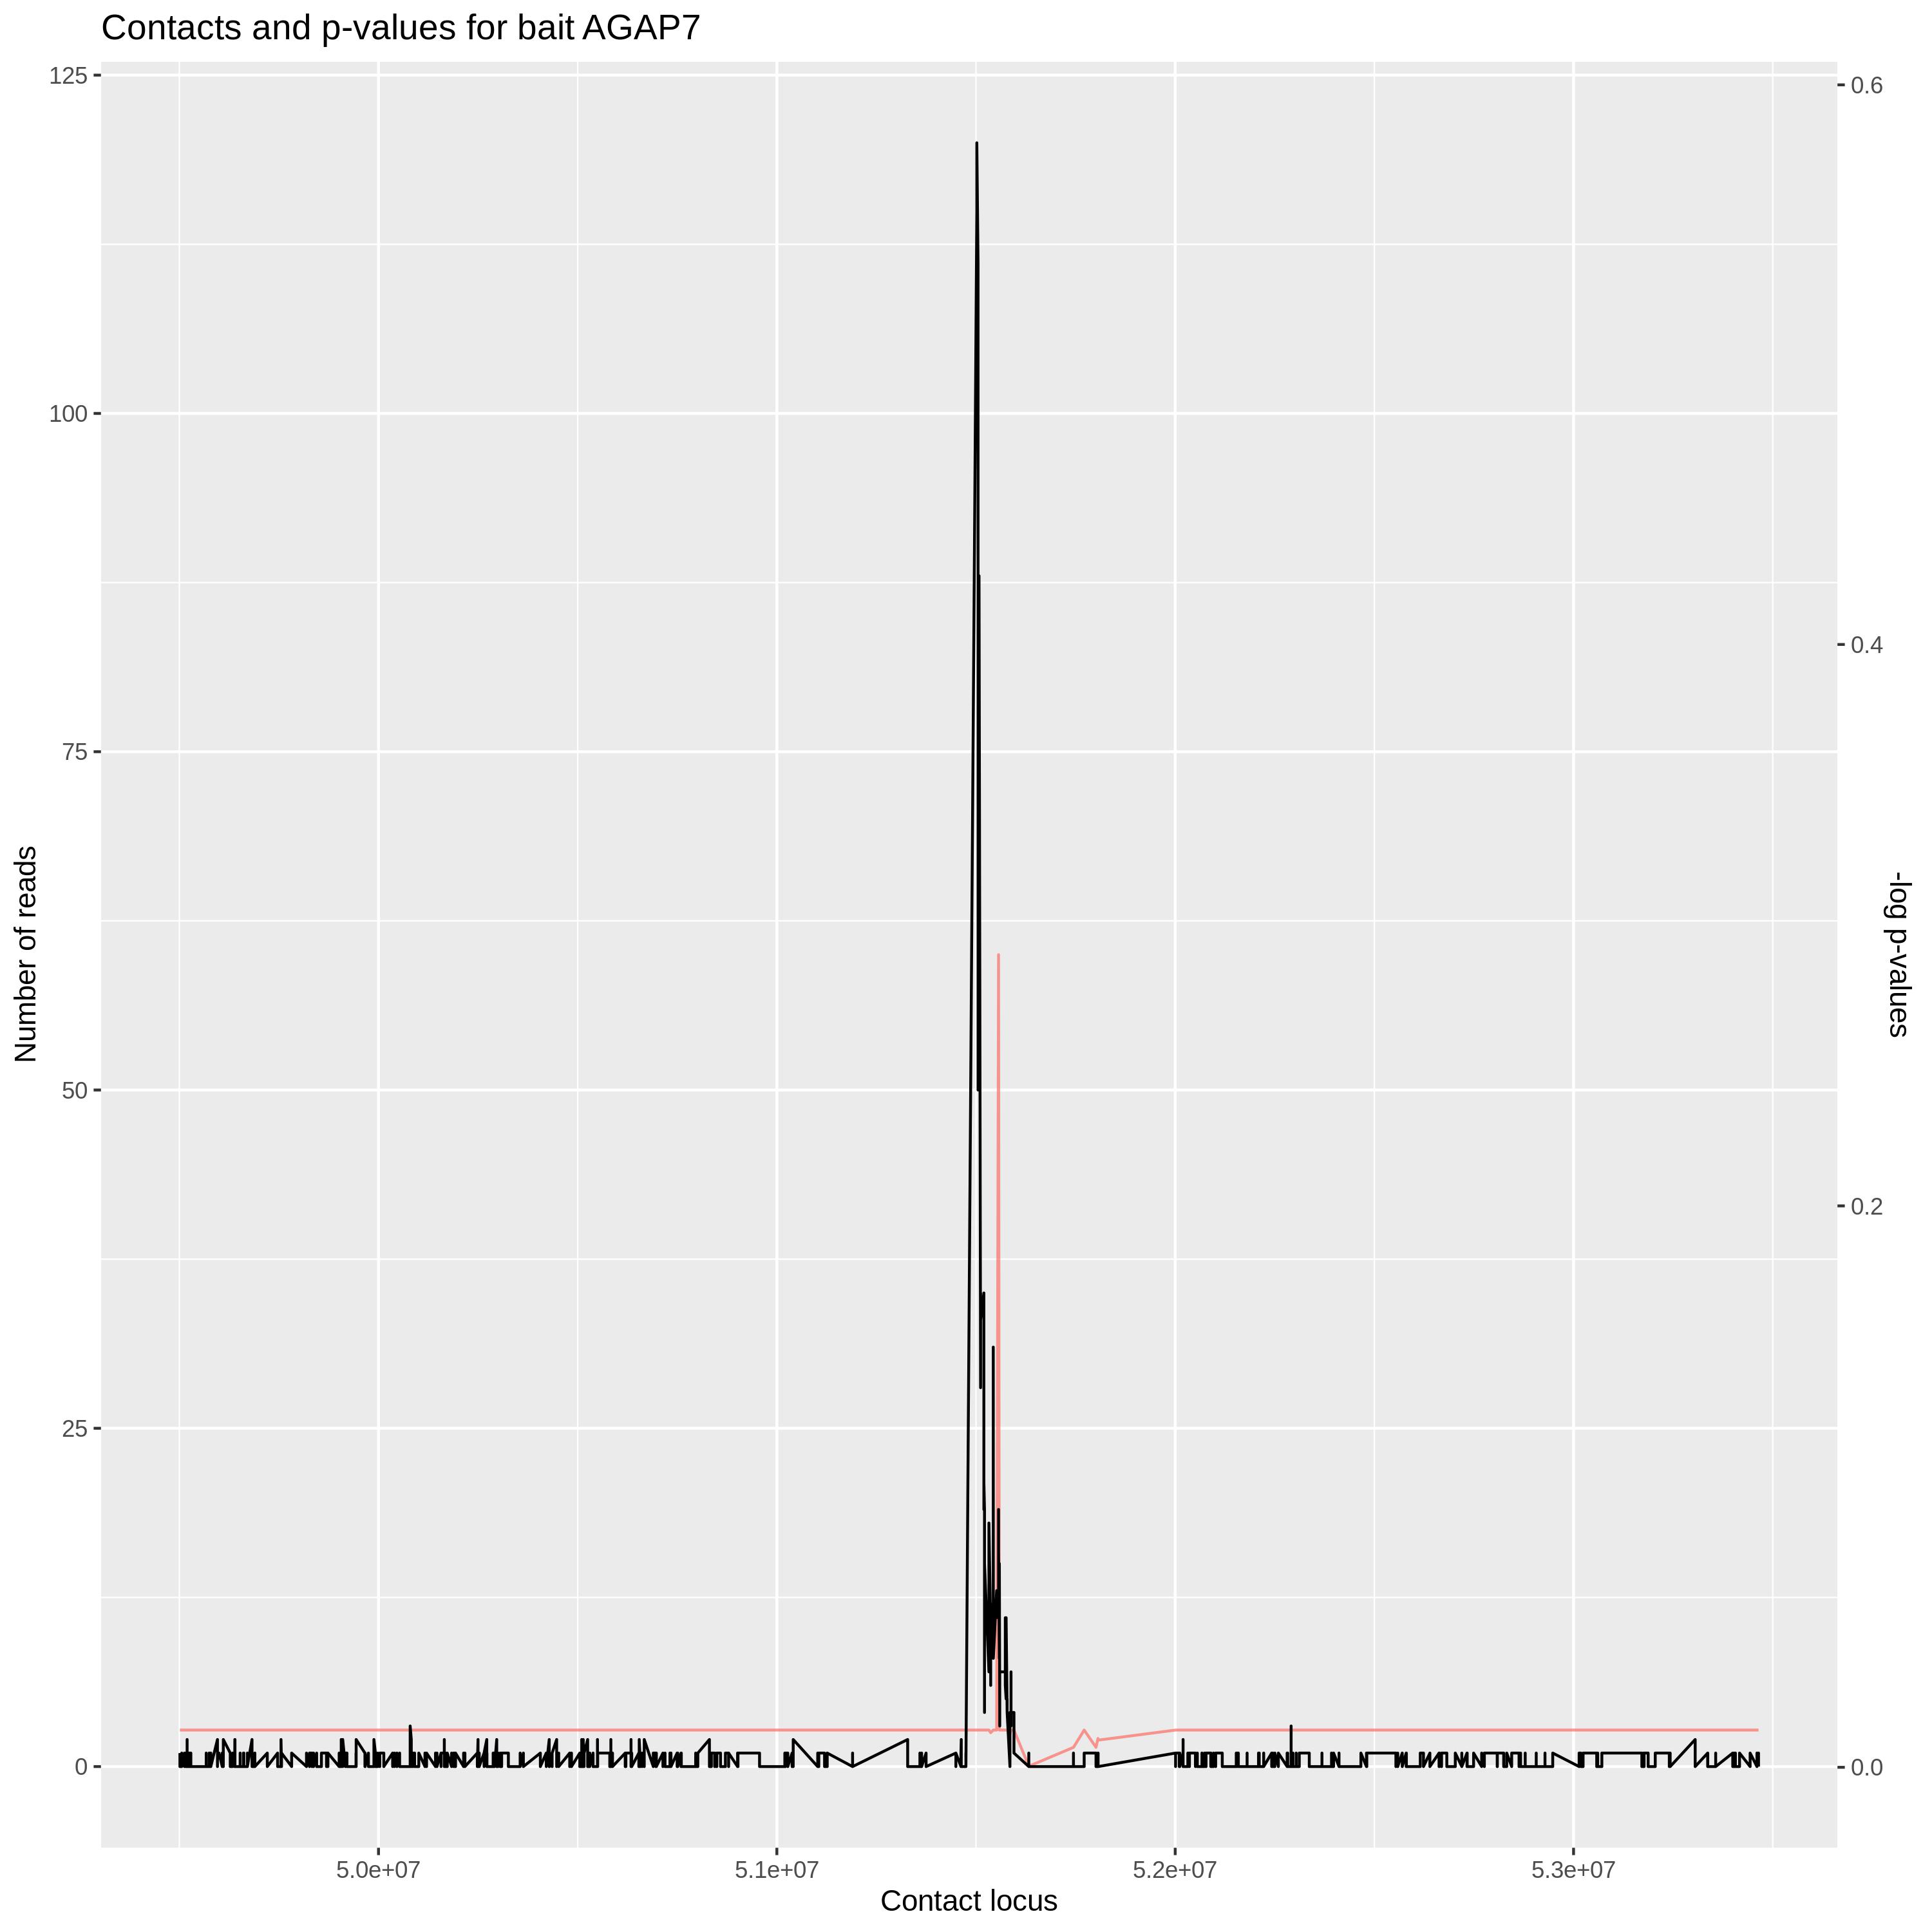 Contacts and p-values for bait AGAP7
125
100
75
50
25
0
Number of reads
0.6
0.4
0.2
0.0
-log p-values
5.0e+07
5.1e+07
5.2e+07
5.3e+07
Contact locus